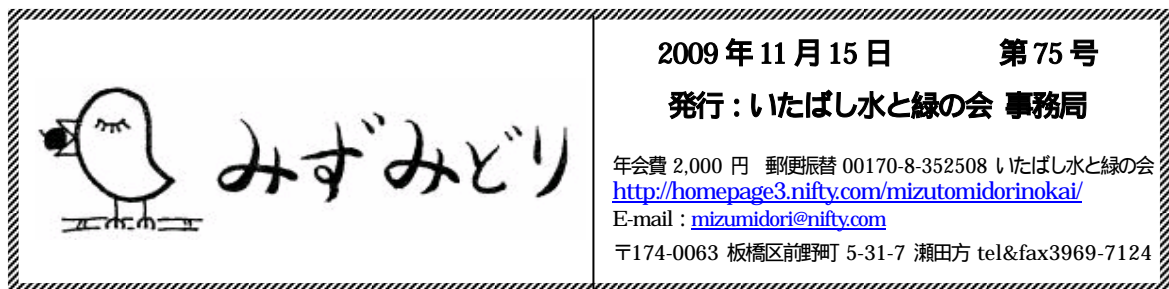 みずみどり
2009年11月15日 第75号
発行：いたばし水と緑の会 事務局
年会費 2,000 円 郵便振替 00170-8-352508 いたばし水と緑の会
http://homepage3.nifty.com/mizutomidorinokai/
E-mail：mizumidori@nifty.com
〒174-0063 板橋区前野町 5-31-7 瀬田方 tel&fax3969-7124